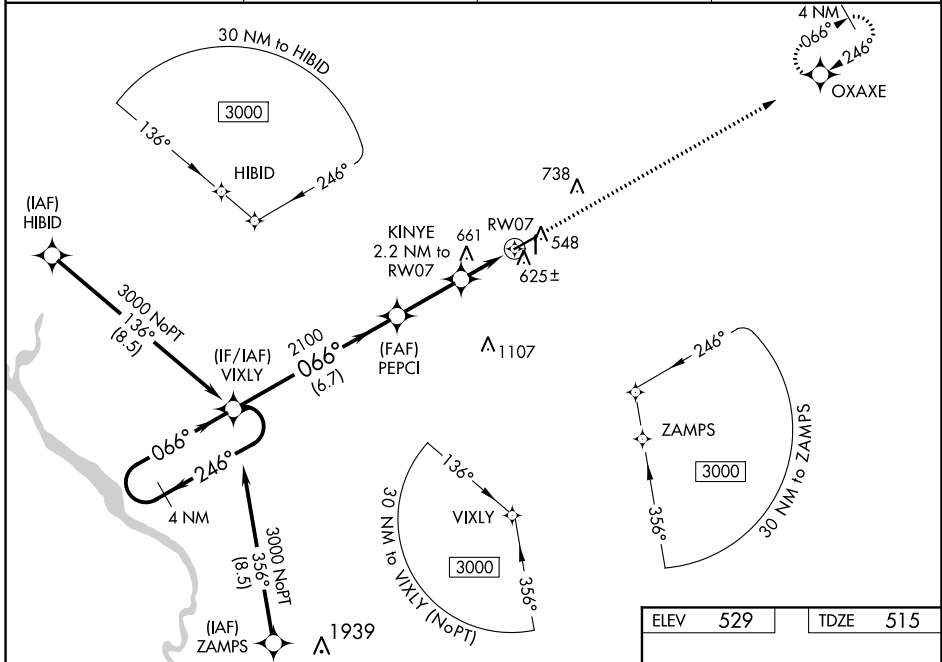 30 NM to HIBID
3000
136°
HIBID
246°
4 NM
066°
246°
OXAXE
(IAF)
HIBID
3000 NoPT
136°
(8.5)
KINYE
2.2 NM to
RW07
661
RW07
738
548
625±
(IF/IAF)
VIXLY
2100
066°
(6.7)
(FAF)
PEPCI
1107
066°
246°
4 NM
3000 NoPT
356°
(8.5)
(IAF)
ZAMPS
1939
136°
VIXLY
3000
356°
30 NM to VIXLY (NoPT)
246°
ZAMPS
3000
356°
30 NM to ZAMPS
ELEV 529
TDZE 515